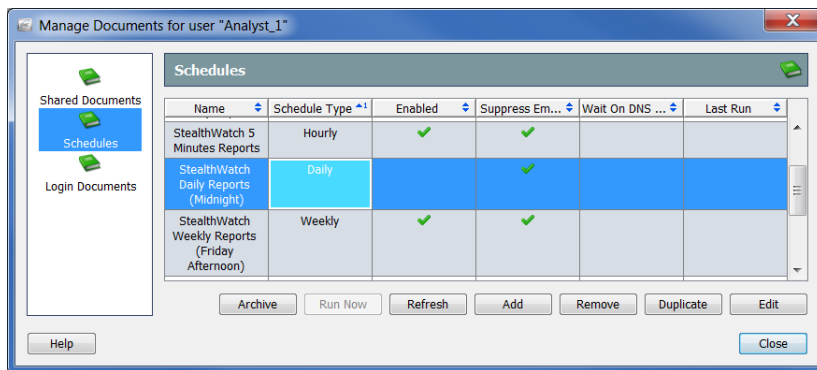 Manage Documents for user "Analyst_1"
Shared Documents
Schedules
Login Documents
Schedules
Name Schedule Type 1 Enabled Suppress Em... Wait On DNS ... Last Run
StealthWatch 5
Minutes Reports
Hourly
StealthWatch
Daily Reports
(Midnight)
Daily
StealthWatch
Weekly Reports
(Friday
Afternoon)
Weekly
Archive Run Now Refresh Add Remove Duplicate Edit
Help Close